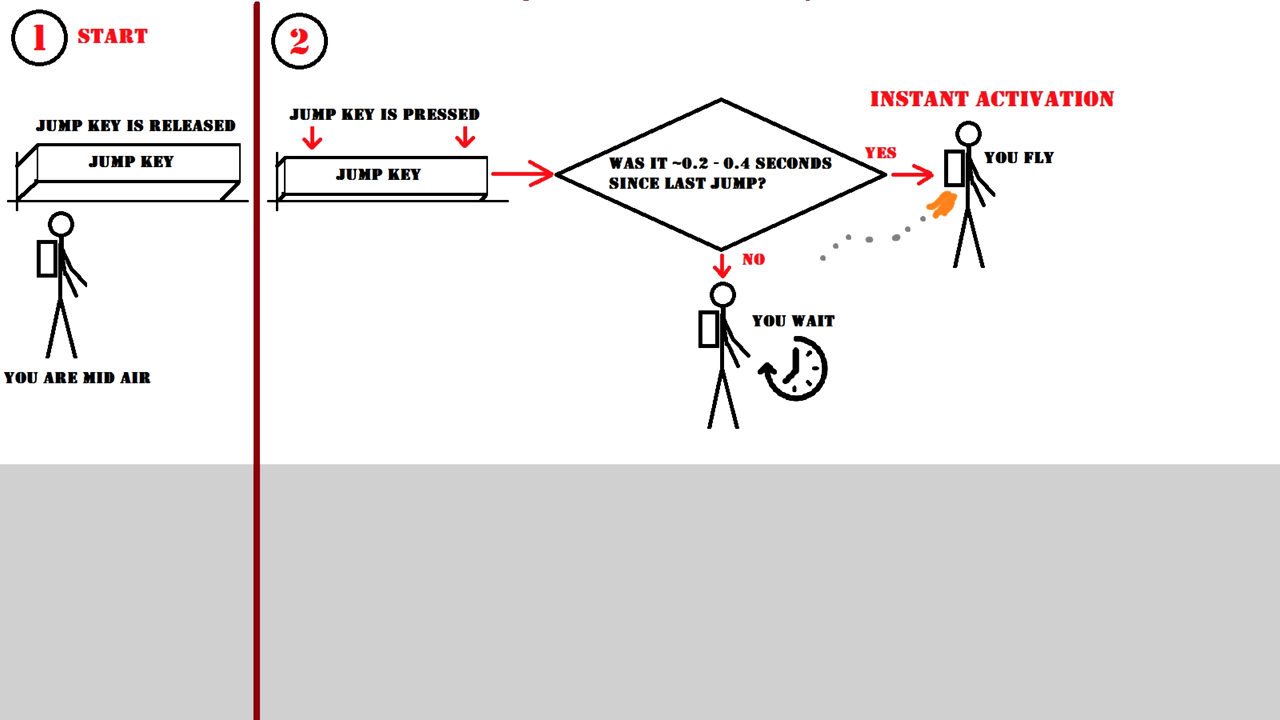 1 START
JUMP KEY IS RELEASED
JUMP KEY
YOU ARE MID AIR
2
JUMP KEY IS PRESSED
JUMP KEY
WAS IT ~0.2 - 0.4 SECONDS
SINCE LAST JUMP?
YES
INSTANT ACTIVATION
YOU FLY
NO
YOU WAIT